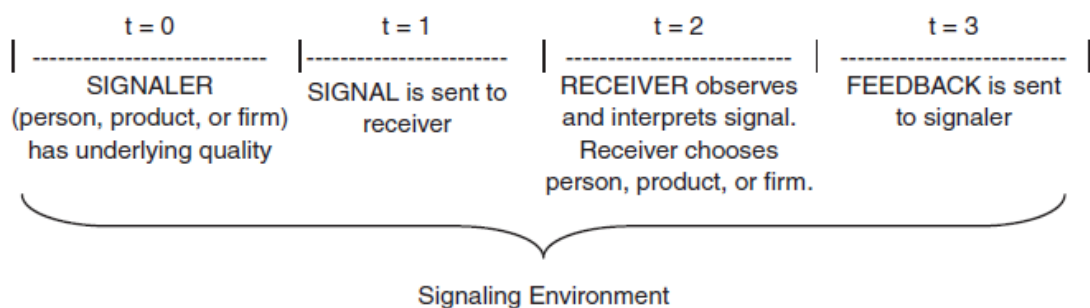 t = 0
t = 1
t = 2
t = 3
SIGNALER
(person, product, or firm)
has underlying quality
SIGNAL is sent to
receiver
RECEIVER observes
and interprets signal.
Receiver chooses
person, product, or firm.
FEEDBACK is sent
to signaler
Signaling Environment